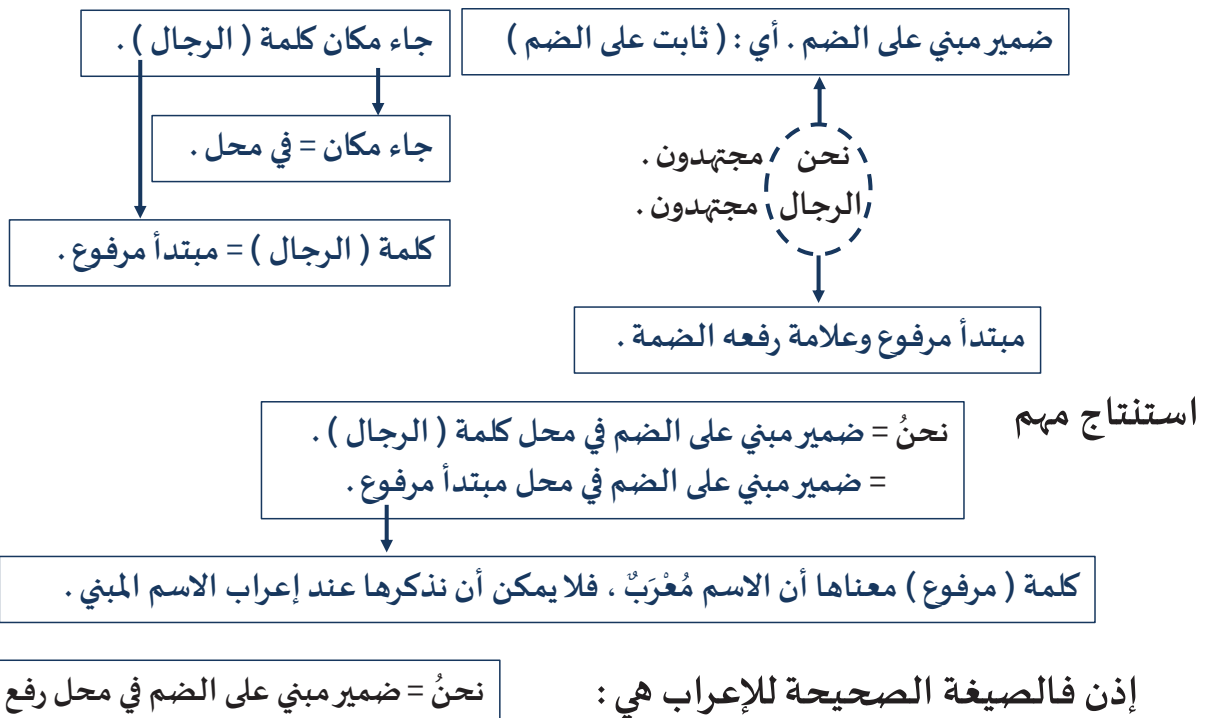 ضمير مبني على الضم . أي : ( ثابت على الضم )
جاء مكان كلمة ( الرجال ) .
جاء مكان = في محل .
كلمة ( الرجال ) = مبتدأ مرفوع .
نحن مجتهدون .
الرجال مجتهدون .
مبتدأ مرفوع وعلامة رفعه الضمة .
استنتاج مهم
نحنُ = ضمير مبني على الضم في محل كلمة ( الرجال ) .
= ضمير مبني على الضم في محل مبتدأ مرفوع .
كلمة ( مرفوع ) معناها أن الاسم مُعْرَبٌ ، فلا يمكن أن نذكرها عند إعراب الاسم المبني .
إذن فالصيغة الصحيحة للإعراب هي :
نحنُ = ضمير مبني على الضم في محل رفع